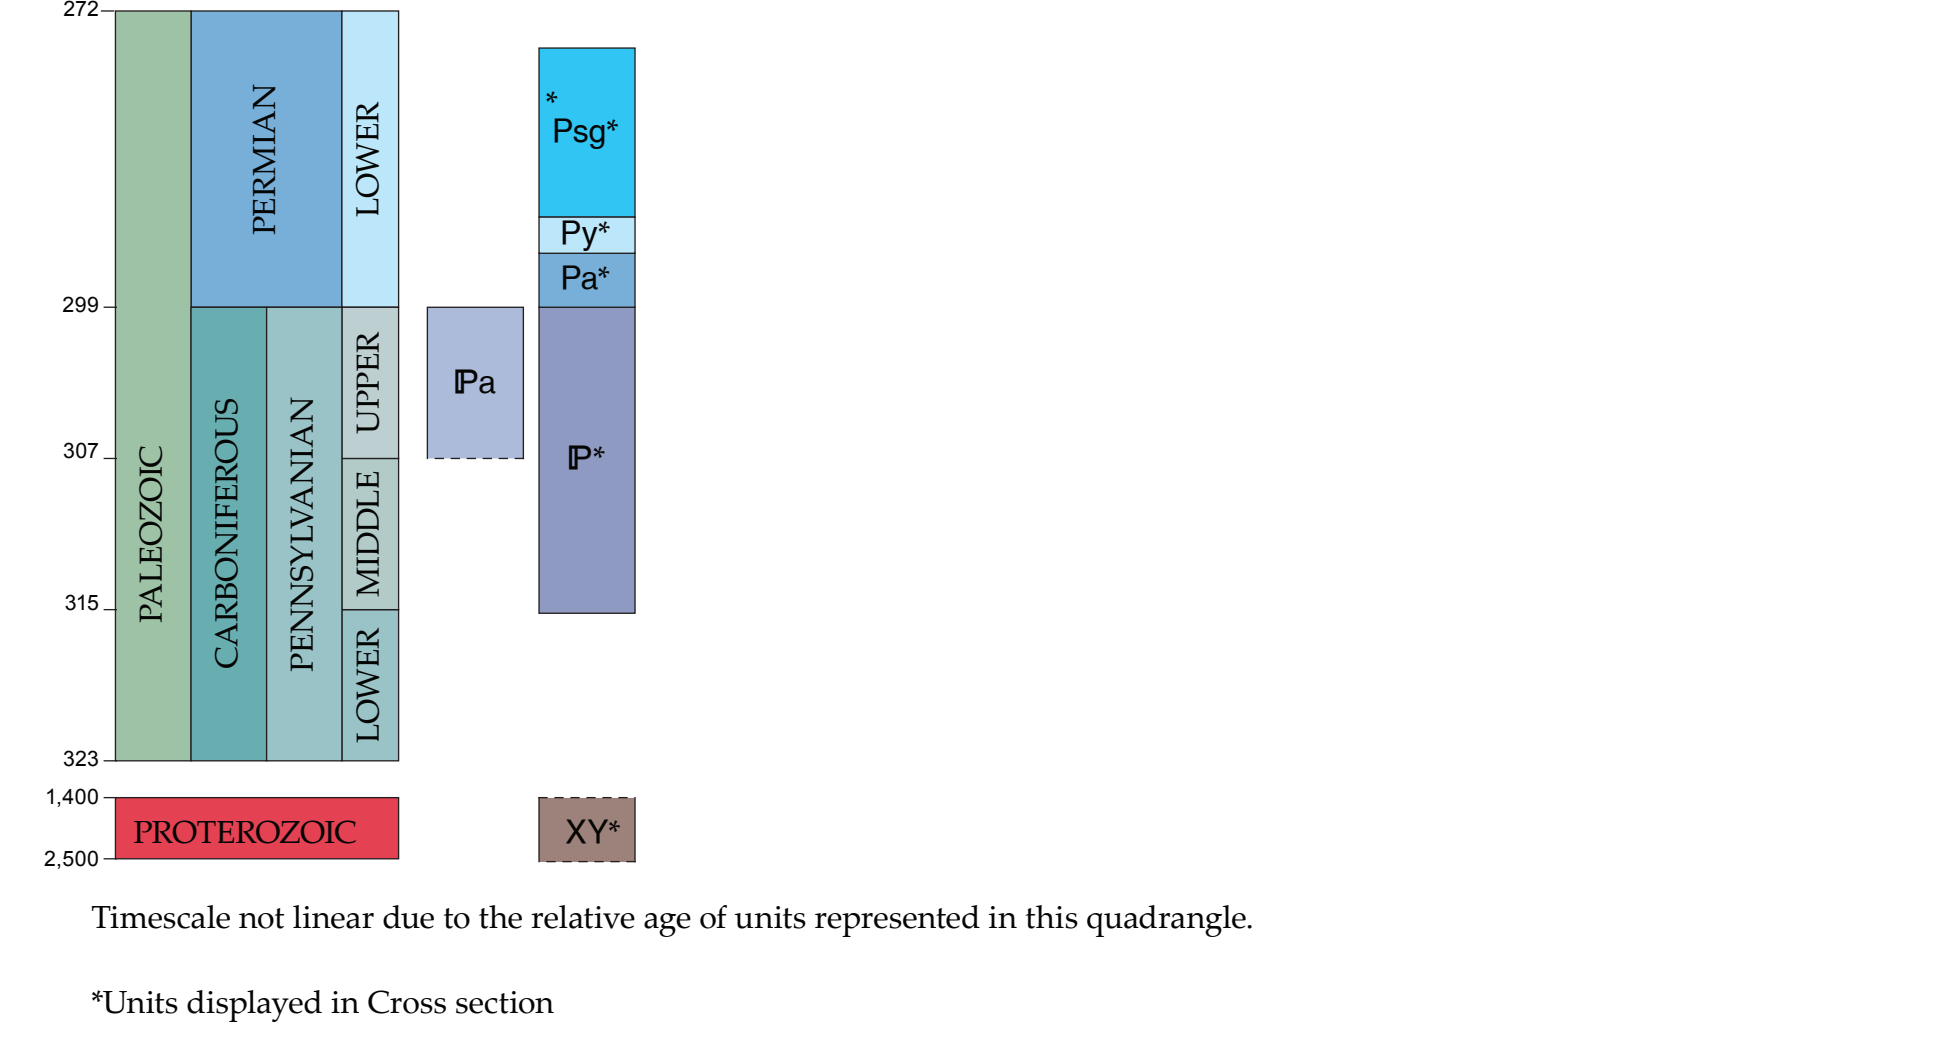 272
PALEOZOIC
PERMIAN
LOWER
*
Psg*
Py*
Pa*
299
CARBONIFEROUS
PENNSYLVANIAN
UPPER
ℙa
307
ℙ*
MIDDLE
315
LOWER
323
1,400
PROTEROZOIC
XY*
2,500
Timescale not linear due to the relative age of units represented in this quadrangle.
*Units displayed in Cross section